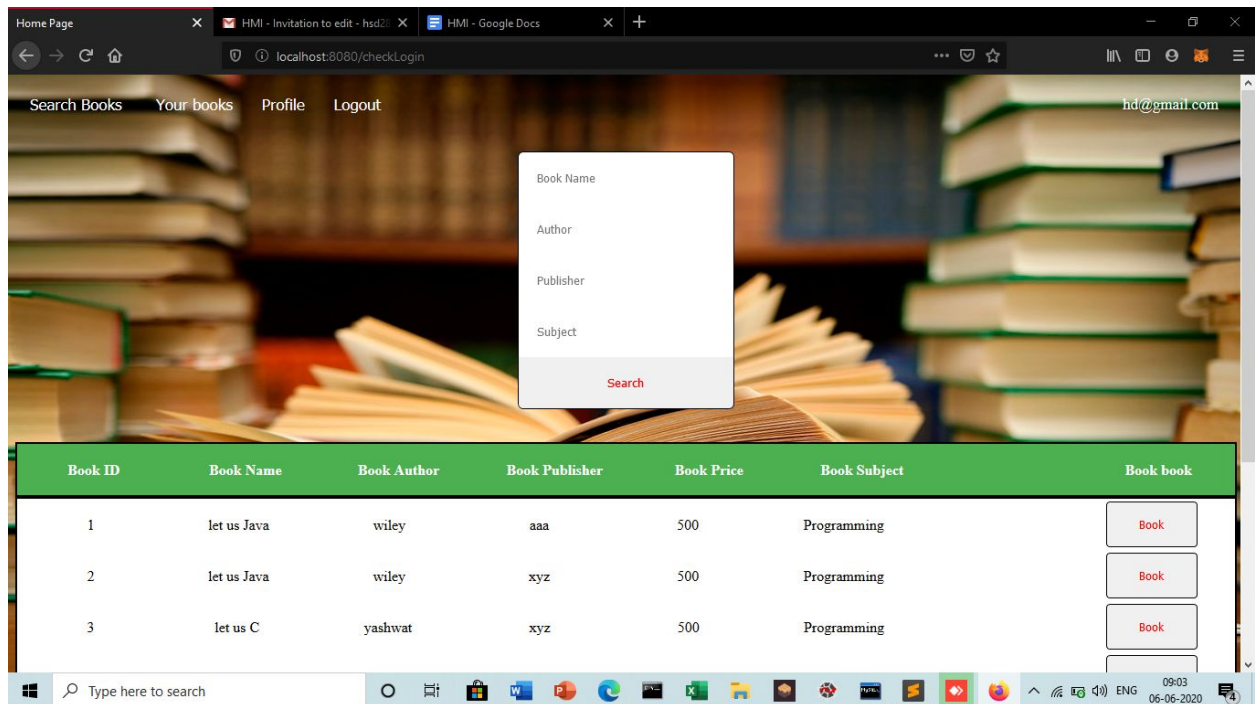 Home Page HMI - Invitation to edit - hsd28 HMI - Google Docs
localhost:8080/checkLogin
Search Books Your books Profile Logout hd@gmail.com
Book Name
Author
Publisher
Subject
Search
Book ID Book Name Book Author Book Publisher Book Price Book Subject Book book
1 let us Java wiley aaa 500 Programming Book
2 let us Java wiley xyz 500 Programming Book
3 let us C yashwat xyz 500 Programming Book
Type here to search ENG 09:03
06-06-2020 4